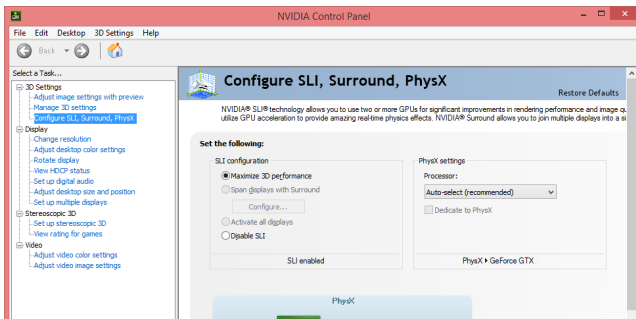 NVIDIA Control Panel
File Edit Desktop 3D Settings Help
Back
Select a Task...
3D Settings
Adjust image settings with preview
Manage 3D settings
Configure SLI, Surround, PhysX
Display
Change resolution
Adjust desktop color settings
Rotate display
View HDCP status
Set up digital audio
Adjust desktop size and position
Set up multiple displays
Stereoscopic 3D
Set up stereoscopic 3D
View rating for games
Video
Adjust video color settings
Adjust video image settings
Configure SLI, Surround, PhysX
Restore Defaults
NVIDIA® SLI® technology allows you to use two or more GPUs for significant improvements in rendering performance and image qu
utilize GPU acceleration to provide amazing real-time physics effects. NVIDIA® Surround allows you to join multiple displays into a si
Set the following:
SLI configuration
Maximize 3D performance
Span displays with Surround
Configure...
Activate all displays
Disable SLI
SLI enabled
PhysX settings
Processor:
Auto-select (recommended)
Dedicate to PhysX
PhysX GeForce GTX
PhysX